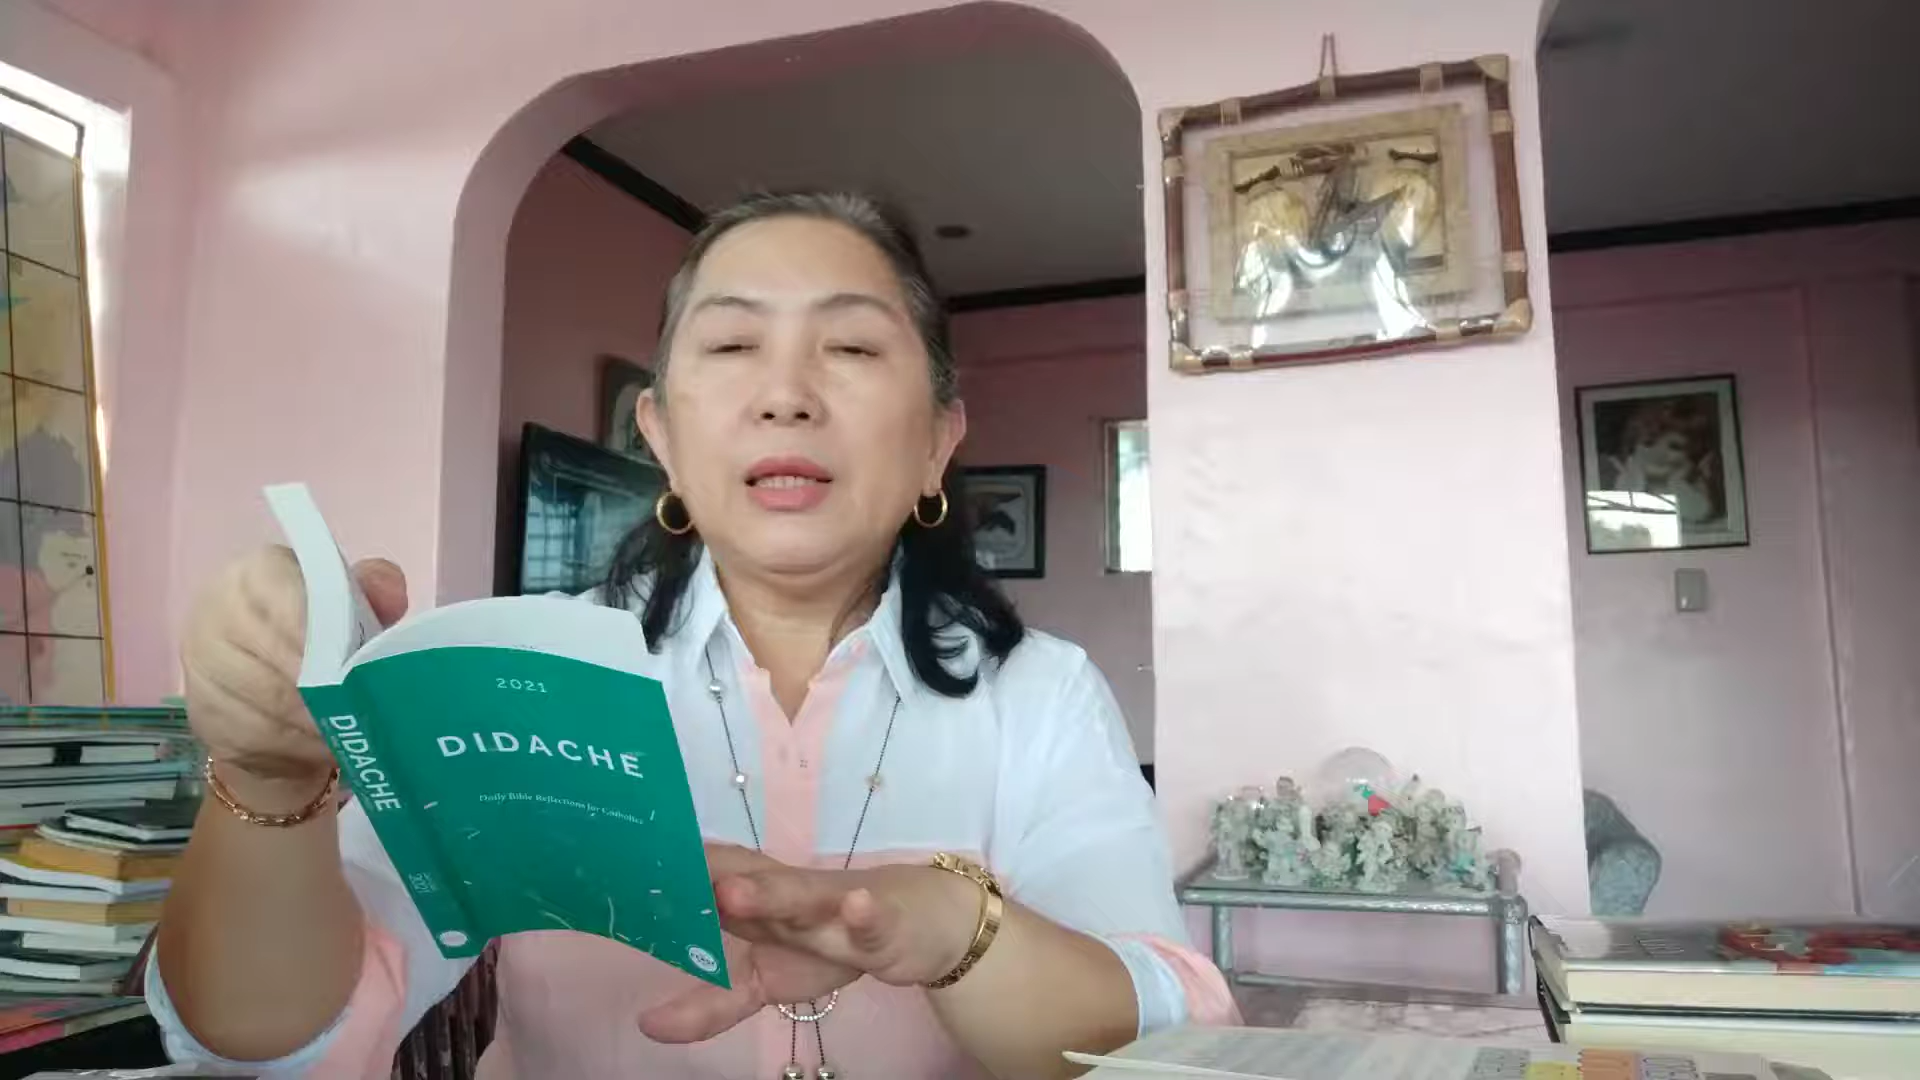 2021
DIDACHE
Daily Bible Reflections for Catholics
DIDACHE
2021